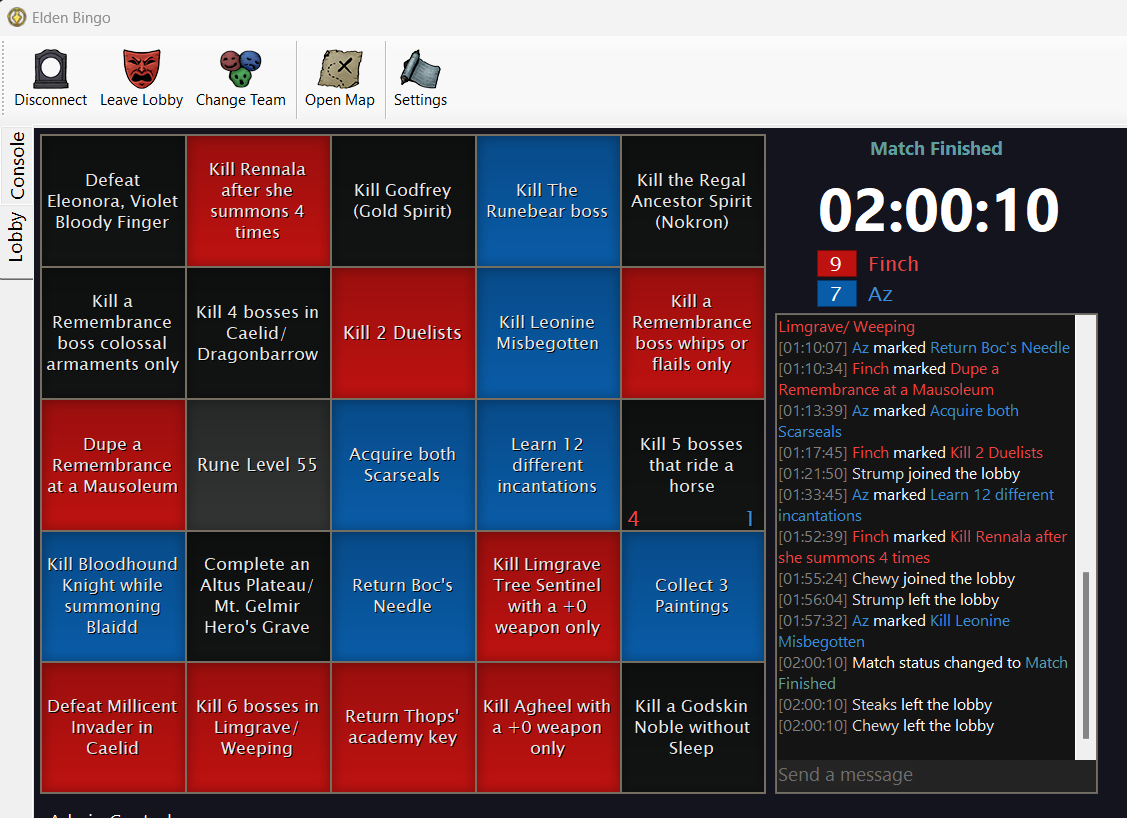 Elden Bingo
Disconnect
Leave Lobby
Change Team
Open Map
Settings
Console
Lobby
Defeat
Eleonora, Violet
Bloody Finger
Kill Rennala
after she
summons 4
times
Kill Godfrey
(Gold Spirit)
Kill The
Runebear boss
Kill the Regal
Ancestor Spirit
(Nokron)
Kill a
Remembrance
boss colossal
armaments only
Kill 4 bosses in
Caelid/
Dragonbarrow
Kill 2 Duelists
Kill Leonine
Misbegotten
Kill a
Remembrance
boss whips or
flails only
Dupe a
Remembrance
at a Mausoleum
Rune Level 55
Acquire both
Scarseals
Learn 12
different
incantations
Kill 5 bosses
that ride a
horse
4 1
Kill Bloodhound
Knight while
summoning
Blaidd
Complete an
Altus Plateau/
Mt. Gelmir
Hero's Grave
Return Boc's
Needle
Kill Limgrave
Tree Sentinel
with a +0
weapon only
Collect 3
Paintings
Defeat Millicent
Invader in
Caelid
Kill 6 bosses in
Limgrave/
Weeping
Return Thops'
academy key
Kill Agheel with
a +0 weapon
only
Kill a Godskin
Noble without
Sleep
Match Finished
02:00:10
9 Finch
7 Az
Limgrave/ Weeping
[01:10:07] Az marked Return Boc's Needle
[01:10:34] Finch marked Dupe a
Remembrance at a Mausoleum
[01:13:39] Az marked Acquire both
Scarseals
[01:17:45] Finch marked Kill 2 Duelists
[01:21:50] Strump joined the lobby
[01:33:45] Az marked Learn 12 different
incantations
[01:52:39] Finch marked Kill Rennala after
she summons 4 times
[01:55:24] Chewy joined the lobby
[01:56:04] Strump left the lobby
[01:57:32] Az marked Kill Leonine
Misbegotten
[02:00:10] Match status changed to Match
Finished
[02:00:10] Steaks left the lobby
[02:00:10] Chewy left the lobby
Send a message